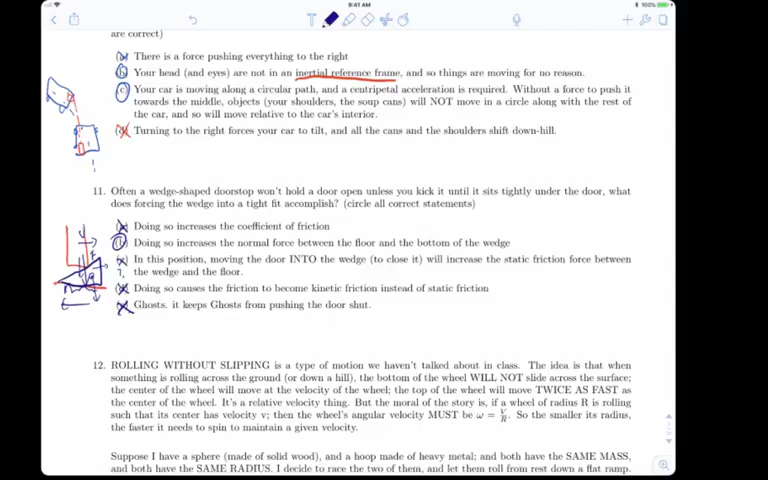 9:41 AM
100%
are correct)
(a) There is a force pushing everything to the right
(b) Your head (and eyes) are not in an inertial reference frame, and so things are moving for no reason.
(c) Your car is moving along a circular path, and a centripetal acceleration is required. Without a force to push it
towards the middle, objects (your shoulders, the soup cans) will NOT move in a circle along with the rest of
the car, and so will move relative to the car's interior.
(d) Turning to the right forces your car to tilt, and all the cans and the shoulders shift down-hill.
11. Often a wedge-shaped doorstop won't hold a door open unless you kick it until it sits tightly under the door, what
does forcing the wedge into a tight fit accomplish? (circle all correct statements)
(a) Doing so increases the coefficient of friction
(b) Doing so increases the normal force between the floor and the bottom of the wedge
(c) In this position, moving the door INTO the wedge (to close it) will increase the static friction force between
the wedge and the floor.
(d) Doing so causes the friction to become kinetic friction instead of static friction
Ghosts. it keeps Ghosts from pushing the door shut.
12. ROLLING WITHOUT SLIPPING is a type of motion we haven't talked about in class. The idea is that when
something is rolling across the ground (or down a hill), the bottom of the wheel WILL NOT slide across the surface;
the center of the wheel will move at the velocity of the wheel; the top of the wheel will move TWICE AS FAST as
the center of the wheel. It's a relative velocity thing. But the moral of the story is, if a wheel of radius R is rolling
such that its center has velocity v; then the wheel's angular velocity MUST be ω = V/R. So the smaller its radius,
the faster it needs to spin to maintain a given velocity.
Suppose I have a sphere (made of solid wood), and a hoop made of heavy metal; and both have the SAME MASS,
and both have the SAME RADIUS. I decide to race the two of them, and let them roll from rest down a flat ramp.